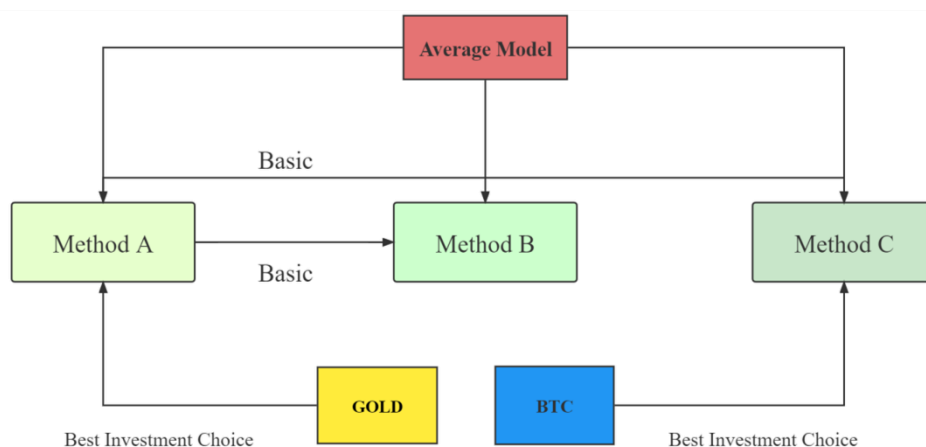 Average Model
Basic
Method A
Method B
Method C
Basic
GOLD
BTC
Best Investment Choice
Best Investment Choice